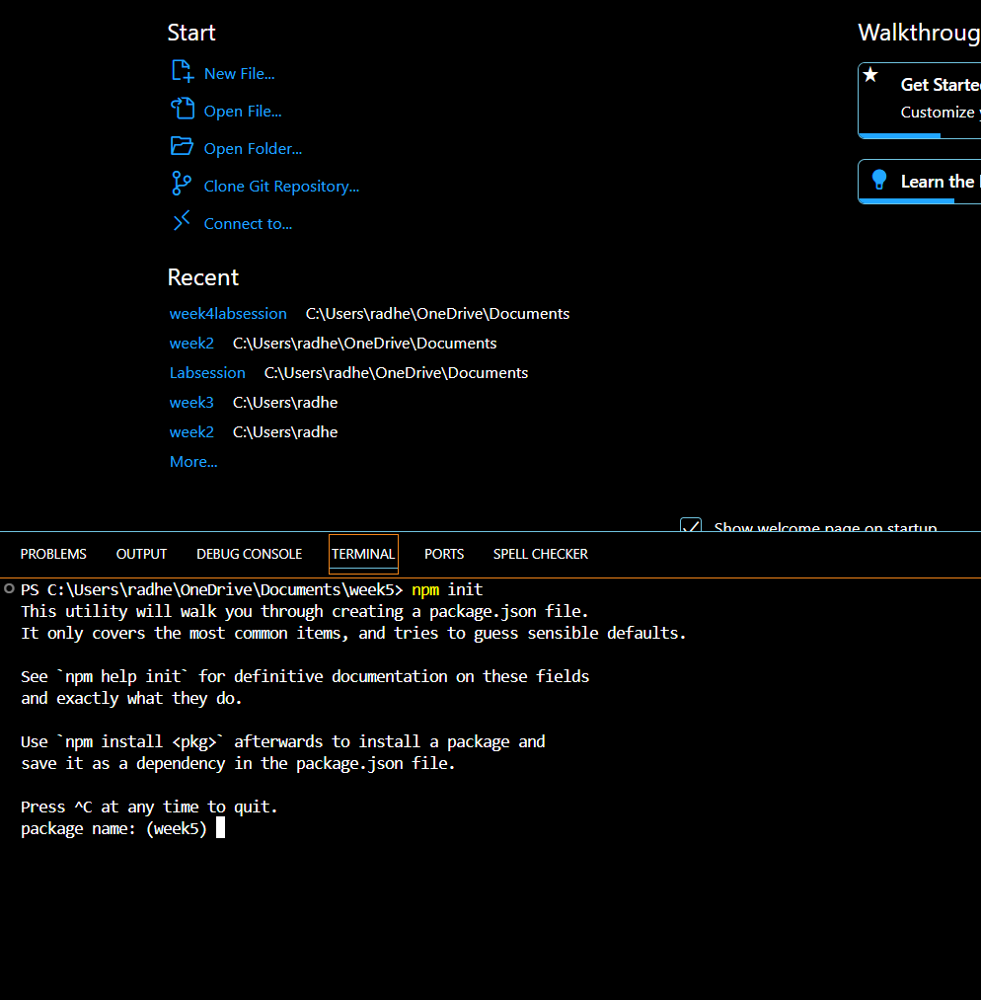 Start
New File...
Open File...
Open Folder...
Clone Git Repository...
Connect to...
Recent
week4labsession C:\Users\radhe\OneDrive\Documents
week2 C:\Users\radhe\OneDrive\Documents
Labsession C:\Users\radhe\OneDrive\Documents
week3 C:\Users\radhe
week2 C:\Users\radhe
More...
Walkthroug
Get Starte
Customize
Learn the
Show welcome page on startup
PROBLEMS OUTPUT DEBUG CONSOLE TERMINAL PORTS SPELL CHECKER
PS C:\Users\radhe\OneDrive\Documents\week5> npm init
This utility will walk you through creating a package.json file.
It only covers the most common items, and tries to guess sensible defaults.
See `npm help init` for definitive documentation on these fields
and exactly what they do.
Use `npm install <pkg>` afterwards to install a package and
save it as a dependency in the package.json file.
Press ^C at any time to quit.
package name: (week5)